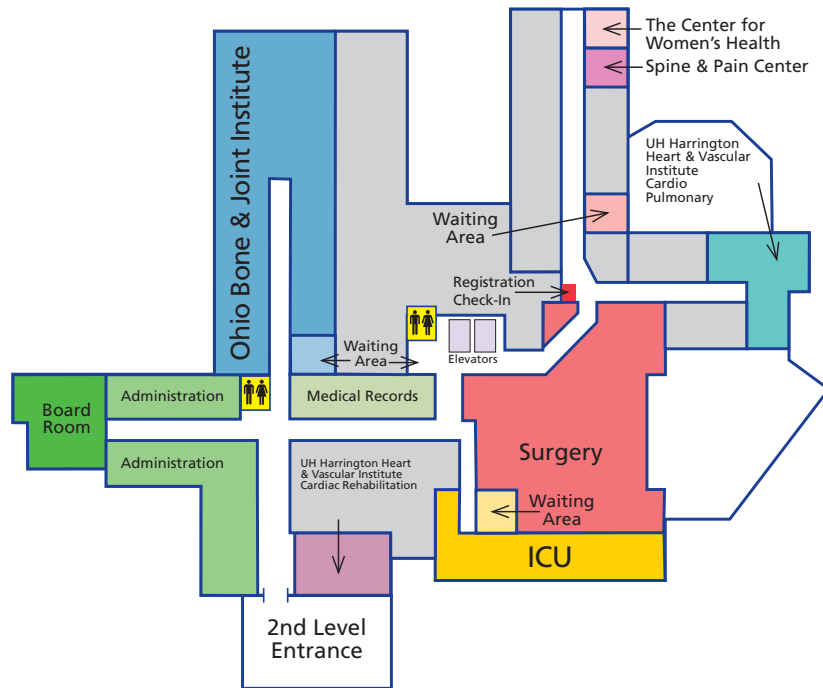 The Center for
Women's Health
Spine & Pain Center
UH Harrington
Heart & Vascular
Institute
Cardio
Pulmonary
Ohio Bone & Joint Institute
Waiting
Area
Registration
Check-In
Waiting
Area
Elevators
Board
Room
Administration
Medical Records
Administration
UH Harrington Heart
& Vascular Institute
Cardiac Rehabilitation
Surgery
Waiting
Area
ICU
2nd Level
Entrance